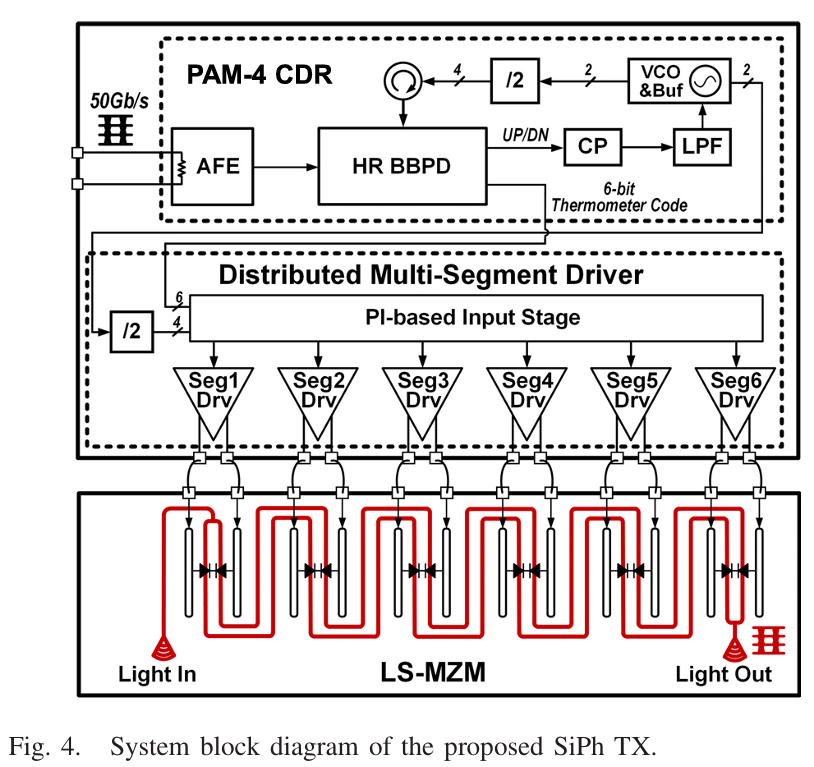 PAM-4 CDR
4
/2
2
VCO
&Buf
2
50Gb/s
AFE
HR BBPD
UP/DN
CP
LPF
6-bit
Thermometer Code
Distributed Multi-Segment Driver
6
4
/2
PI-based Input Stage
Seg1 Seg2 Seg3 Seg4 Seg5 Seg6
Drv Drv Drv Drv Drv Drv
Light In
LS-MZM
Light Out
Fig. 4. System block diagram of the proposed SiPh TX.